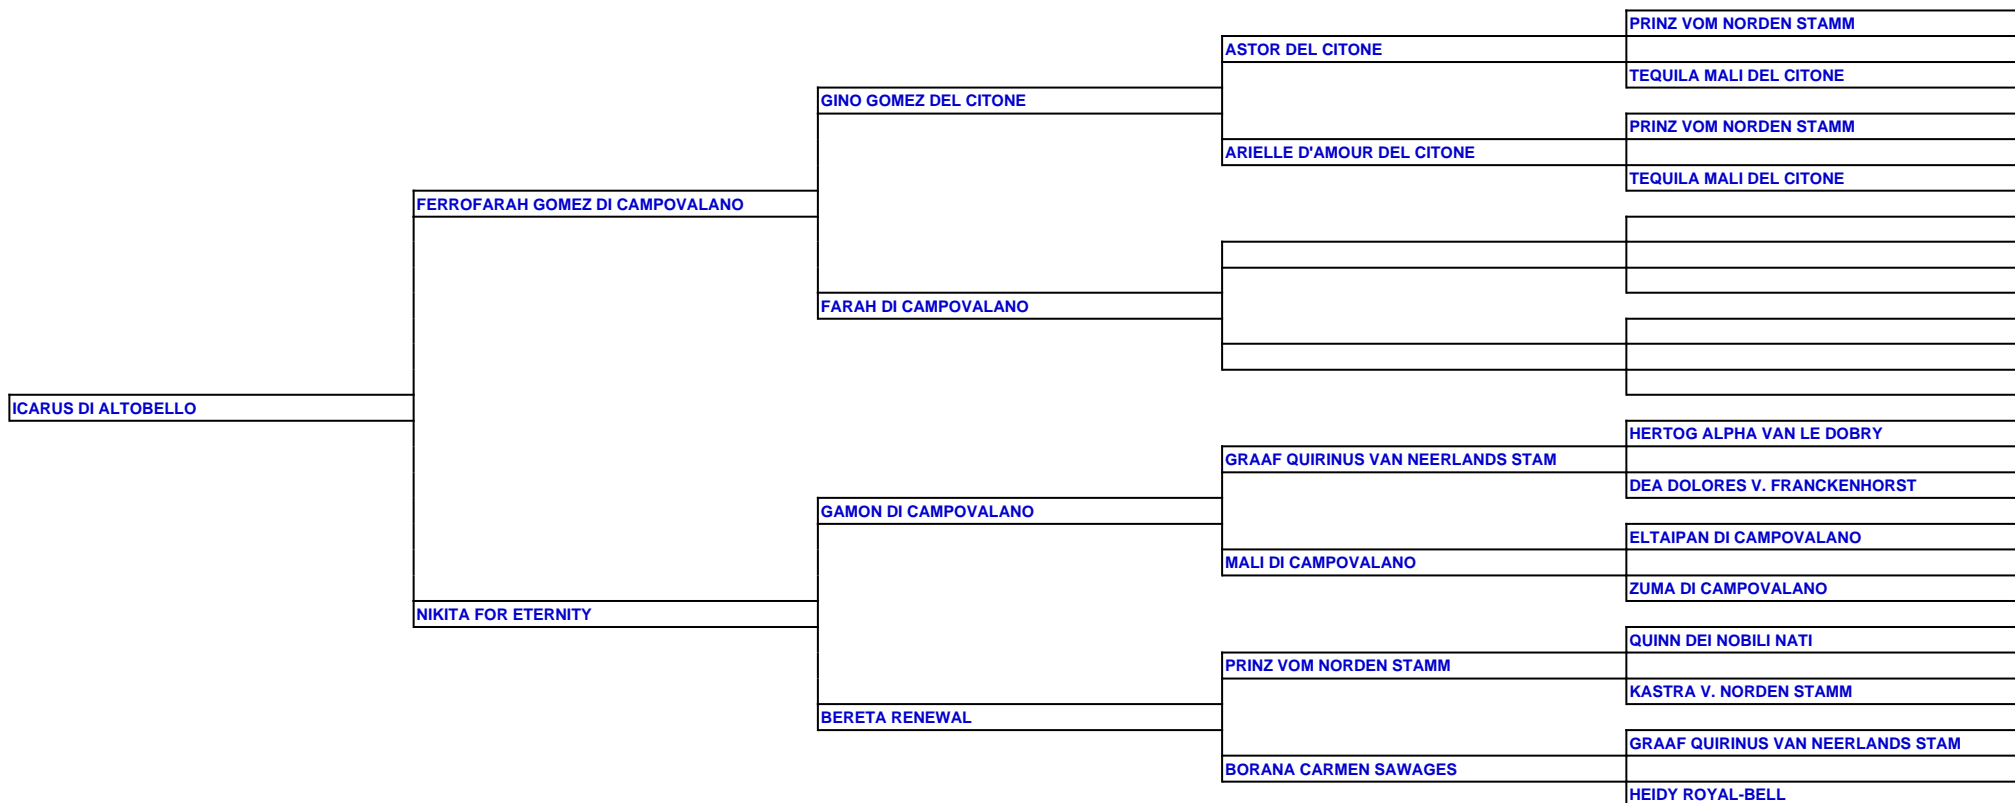 PRINZ VOM NORDEN STAMM
ASTOR DEL CITONE
TEQUILA MALI DEL CITONE
GINO GOMEZ DEL CITONE
PRINZ VOM NORDEN STAMM
ARIELLE D'AMOUR DEL CITONE
TEQUILA MALI DEL CITONE
FERROFARAH GOMEZ DI CAMPOVALANO
FARAH DI CAMPOVALANO
ICARUS DI ALTOBELLO
HERTOG ALPHA VAN LE DOBRY
GRAAF QUIRINUS VAN NEERLANDS STAM
DEA DOLORES V. FRANCKENHORST
GAMON DI CAMPOVALANO
ELTAIPAN DI CAMPOVALANO
MALI DI CAMPOVALANO
ZUMA DI CAMPOVALANO
NIKITA FOR ETERNITY
QUINN DEI NOBILI NATI
PRINZ VOM NORDEN STAMM
KASTRA V. NORDEN STAMM
BERETA RENEWAL
GRAAF QUIRINUS VAN NEERLANDS STAM
BORANA CARMEN SAWAGES
HEIDY ROYAL-BELL